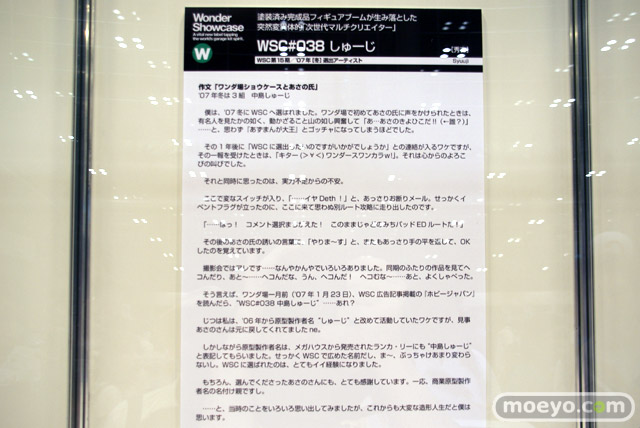 Wonder
Showcase
A vital new label topping
the world's garage kit spirit.
W
塗装済み完成品フィギュアブームが生み落とした
突然変異体的「次世代マルチクリエイター」
WSC#038 しゅーじ
[秀
Syuuji
WSC第15期 '07年[冬]選出アーティスト
作文「ワンダ場ショウケースとあさの氏」
'07年冬は3組 中島しゅーじ
僕は、'07冬にWSCへ選ばれました。ワンダ場で初めてあさの氏に声をかけられたときは、
有名人を見たかの如く、動かざること山の如し興奮して「あ…あさのきよひこだ!!(←誰?)」
……と、思わず「あずまんが大王」とゴッチャになってしまうほどでした。
その1年後に「WSCに選出ったいのですがいかがでしょうか」との連絡が入るワケですが、
その一報を受けたときは、「キター(>∀<)ワンダースワンカラw!」。それは心からのよろこ
びの叫びでした。
それと同時に思ったのは、実力不足からの不安。
ここで変なスイッチが入り、「……イヤDeth!」と、あっさりお断りメール。せっかくイ
ベントフラグが立ったのに、ここに来て思わぬ別ルート攻略に走り出したのです。
「……はっ! コメント選択まちがえた! このままじゃどのみちバッドEDルートだ!」
その後のあさの氏の誘いの言葉に、「やりま〜す」と、またもあっさり手の平を返して、OK
したのを覚えています。
撮影会ではアレです……なんやかんやでいろいろありました。同期のふたりの作品を見てヘ
コんだり、あと〜……ヘコんだな、うん、ヘコんだ! ヘコむな〜……あと、よくしゃべった。
そう言えば、ワンダ場一月前('07年1月23日)、WSC広告記事掲載の『ホビージャパン』
を読んだら、"WSC#038 中島しゅーじ"……あれ?
じつは私は、'06年から原型製作者名"しゅーじ"と改めて活動していたワケですが、見事
あさのさんは元に戻してくれてましたne。
しかしながら原型製作者名は、メガハウスから発売されたランカ・リーにも"中島しゅーじ"
と表記してもらいました。せっかくWSCで広めた名前だし、ま〜、ぶっちゃけあまり変わら
ないし。WSCに選ばれたのは、とてもイイ経験になりました。
もちろん、選んでくださったあさのさんにも、とても感謝しています。一応、商業原型製作
者名の名付け親ですし。
……と、当時のことをいろいろ思い出してみましたが、これからも大変な造形人生だと僕は
思います。
moeyo.com